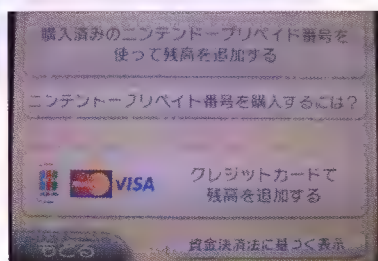 購入済みのニンテンドープリペイド番号を
使って残高を追加する
ニンテンドープリペイド番号を購入するには？
JCB
VISA
クレジットカードで
残高を追加する
もどる
資金決済法に基づく表示